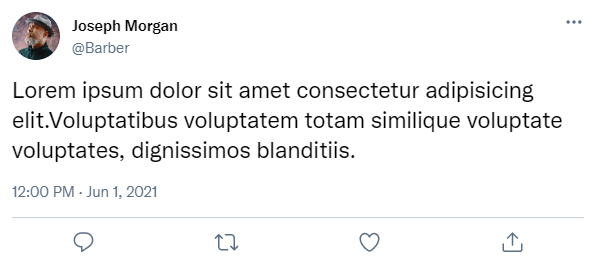 Joseph Morgan
@Barber
Lorem ipsum dolor sit amet consectetur adipisicing
elit.Voluptatibus voluptatem totam similique voluptate
voluptates, dignissimos blanditiis.
12:00 PM · Jun 1, 2021